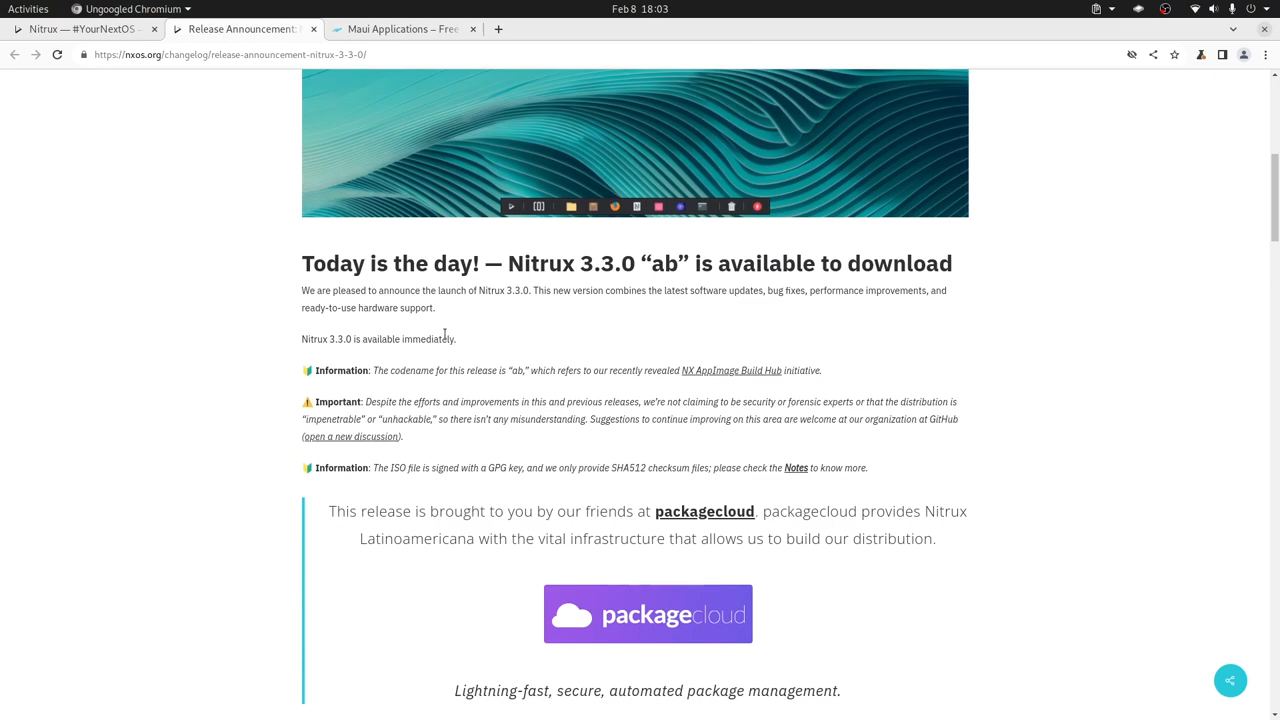 Activities
Ungoogled Chromium
Feb 8 18:03
Nitrux — #YourNextOS -
Release Announcement:
Maui Applications – Free
https://nxos.org/changelog/release-announcement-nitrux-3-3-0/
Today is the day! — Nitrux 3.3.0 “ab” is available to download
We are pleased to announce the launch of Nitrux 3.3.0. This new version combines the latest software updates, bug fixes, performance improvements, and
ready-to-use hardware support.
Nitrux 3.3.0 is available immediately.
Information: The codename for this release is “ab,” which refers to our recently revealed NX AppImage Build Hub initiative.
Important: Despite the efforts and improvements in this and previous releases, we’re not claiming to be security or forensic experts or that the distribution is
“impenetrable” or “unhackable,” so there isn’t any misunderstanding. Suggestions to continue improving on this area are welcome at our organization at GitHub
(open a new discussion).
Information: The ISO file is signed with a GPG key, and we only provide SHA512 checksum files; please check the Notes to know more.
This release is brought to you by our friends at packagecloud. packagecloud provides Nitrux
Latinoamericana with the vital infrastructure that allows us to build our distribution.
packagecloud
Lightning-fast, secure, automated package management.